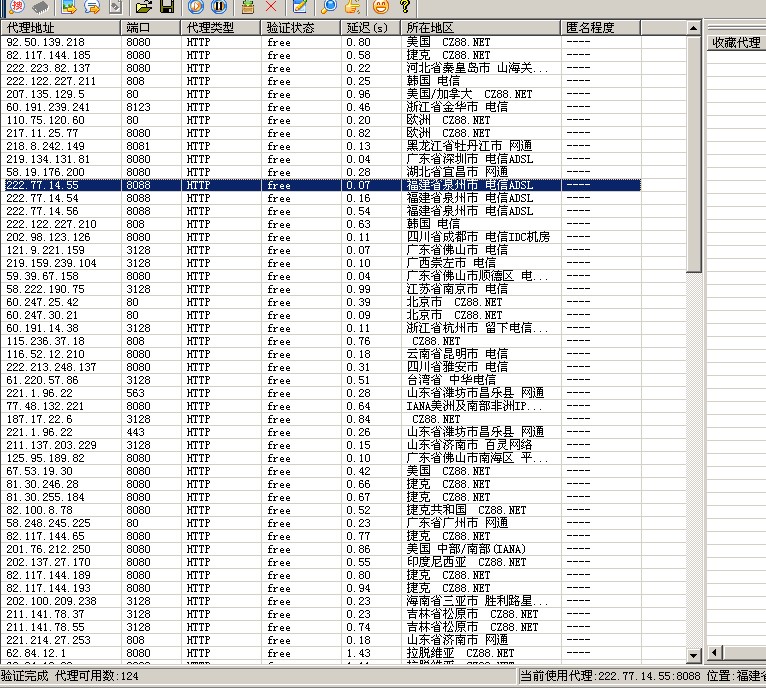 搜
代理地址 端口 代理类型 验证状态 延迟(s) 所在地区 匿名程度
收藏代理
92.50.139.218 8080 HTTP free 0.80 美国 CZ88.NET ----
82.117.144.185 8080 HTTP free 0.58 捷克 CZ88.NET ----
222.223.82.137 8080 HTTP free 0.22 河北省秦皇岛市 山海关... ----
222.122.227.211 808 HTTP free 0.25 韩国 电信 ----
207.135.129.5 80 HTTP free 0.96 美国/加拿大 CZ88.NET ----
60.191.239.241 8123 HTTP free 0.46 浙江省金华市 电信 ----
110.75.120.60 80 HTTP free 0.20 欧洲 CZ88.NET ----
217.11.25.77 8080 HTTP free 0.82 欧洲 CZ88.NET ----
218.8.242.149 8081 HTTP free 0.13 黑龙江省牡丹江市 网通 ----
219.134.131.81 8080 HTTP free 0.04 广东省深圳市 电信ADSL ----
58.19.176.200 8080 HTTP free 0.28 湖北省宜昌市 网通 ----
222.77.14.55 8088 HTTP free 0.07 福建省泉州市 电信ADSL ----
222.77.14.54 8088 HTTP free 0.16 福建省泉州市 电信ADSL ----
222.77.14.56 8088 HTTP free 0.54 福建省泉州市 电信ADSL ----
222.122.227.210 808 HTTP free 0.63 韩国 电信 ----
202.98.123.126 8080 HTTP free 0.11 四川省成都市 电信IDC机房 ----
121.9.221.159 3128 HTTP free 0.07 广东省佛山市 电信 ----
219.159.239.104 3128 HTTP free 0.10 广西崇左市 电信 ----
59.39.67.158 8080 HTTP free 0.04 广东省佛山市顺德区 电... ----
58.222.190.75 3128 HTTP free 0.99 江苏省南京市 电信 ----
60.247.25.42 80 HTTP free 0.39 北京市 CZ88.NET ----
60.247.30.21 80 HTTP free 0.09 北京市 CZ88.NET ----
60.191.14.38 3128 HTTP free 0.11 浙江省杭州市 留下电信... ----
115.236.37.18 808 HTTP free 0.76 CZ88.NET ----
116.52.12.210 8080 HTTP free 0.18 云南省昆明市 电信 ----
222.213.248.137 8080 HTTP free 0.31 四川省雅安市 电信 ----
61.220.57.86 3128 HTTP free 0.51 台湾省 中华电信 ----
221.1.96.22 563 HTTP free 0.28 山东省潍坊市昌乐县 网通 ----
77.48.132.221 8080 HTTP free 0.64 IANA美洲及南部非洲IP... ----
187.17.22.6 3128 HTTP free 0.84 CZ88.NET ----
221.1.96.22 443 HTTP free 0.26 山东省潍坊市昌乐县 网通 ----
211.137.203.229 3128 HTTP free 0.15 山东省济南市 百灵网络 ----
125.95.189.82 8080 HTTP free 0.10 广东省佛山市南海区 平... ----
67.53.19.30 8080 HTTP free 0.42 美国 CZ88.NET ----
81.30.246.28 8080 HTTP free 0.66 捷克 CZ88.NET ----
81.30.255.184 8080 HTTP free 0.67 捷克 CZ88.NET ----
82.100.8.78 8080 HTTP free 0.52 捷克共和国 CZ88.NET ----
58.248.245.225 80 HTTP free 0.23 广东省广州市 网通 ----
82.117.144.65 8080 HTTP free 0.77 捷克 CZ88.NET ----
201.76.212.250 8080 HTTP free 0.86 美国 中部/南部(IANA) ----
202.137.27.170 8080 HTTP free 0.55 印度尼西亚 CZ88.NET ----
82.117.144.189 8080 HTTP free 0.80 捷克 CZ88.NET ----
82.117.144.193 8080 HTTP free 0.94 捷克 CZ88.NET ----
202.100.209.238 3128 HTTP free 0.23 海南省三亚市 胜利路星... ----
211.141.78.37 3128 HTTP free 0.23 吉林省松原市 CZ88.NET ----
211.141.78.55 3128 HTTP free 0.74 吉林省松原市 CZ88.NET ----
221.214.27.253 808 HTTP free 0.18 山东省济南市 网通 ----
62.84.12.1 8080 HTTP free 1.43 拉脱维亚 CZ88.NET ----
验证完成 代理可用数:124
当前使用代理:222.77.14.55:8088 位置:福建